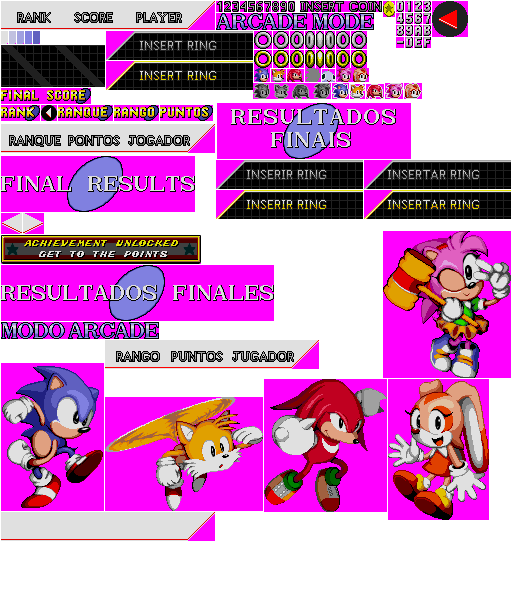 RANK SCORE PLAYER
1234567890 INSERT COIN
ARCADE MODE
0123
4567
89AB
-DEF
INSERT RING
INSERT RING
FINAL SCORE
RANK RANQUE RANGO PUNTOS
RANQUE PONTOS JOGADOR
RESULTADOS
FINAIS
FINAL RESULTS
INSERIR RING INSERTAR RING
INSERIR RING INSERTAR RING
ACHIEVEMENT UNLOCKED
GET TO THE POINTS
RESULTADOS FINALES
MODO ARCADE
RANGO PUNTOS JUGADOR